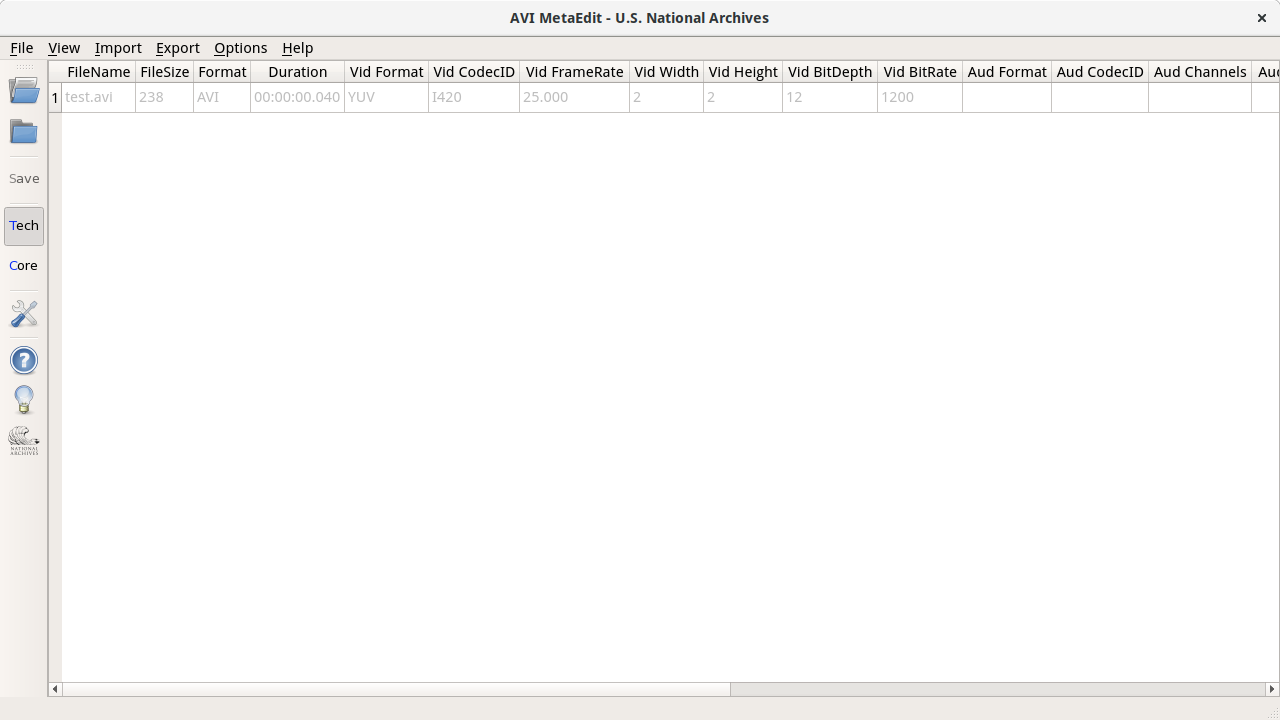 AVI MetaEdit - U.S. National Archives
File View Import Export Options Help
FileName FileSize Format Duration Vid Format Vid CodecID Vid FrameRate Vid Width Vid Height Vid BitDepth Vid BitRate Aud Format Aud CodecID Aud Channels
1 test.avi 238 AVI 00:00:00.040 YUV I420 25.000 2 2 12 1200
Save
Tech
Core
?
NATIONAL
ARCHIVES